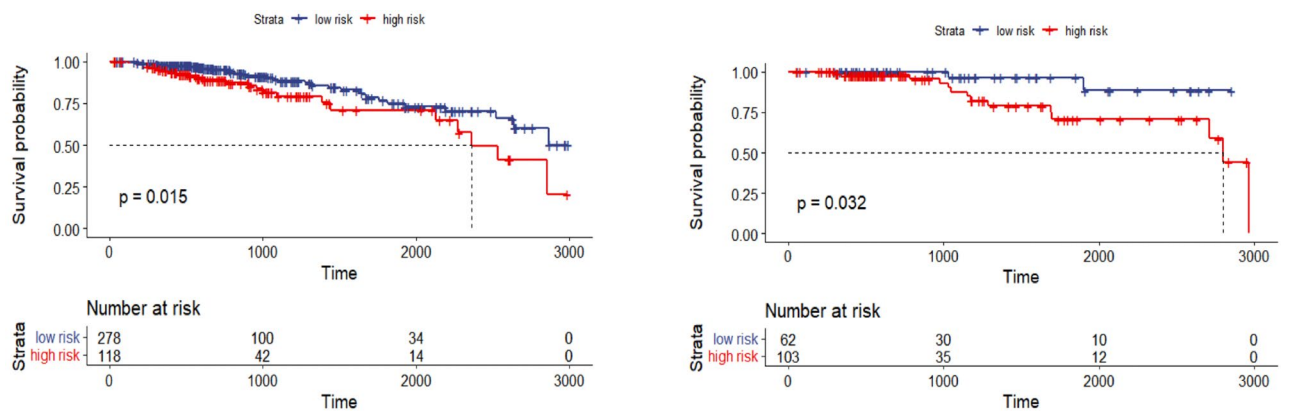 Strata low risk high risk
Survival probability
1.00
0.75
0.50
0.25
0.00
p = 0.015
0 1000 2000 3000
Time
Number at risk
Strata
low risk 278 100 34 0
high risk 118 42 14 0
0 1000 2000 3000
Time
Strata low risk high risk
Survival probability
1.00
0.75
0.50
0.25
0.00
p = 0.032
0 1000 2000 3000
Time
Number at risk
Strata
low risk 62 30 10 0
high risk 103 35 12 0
0 1000 2000 3000
Time